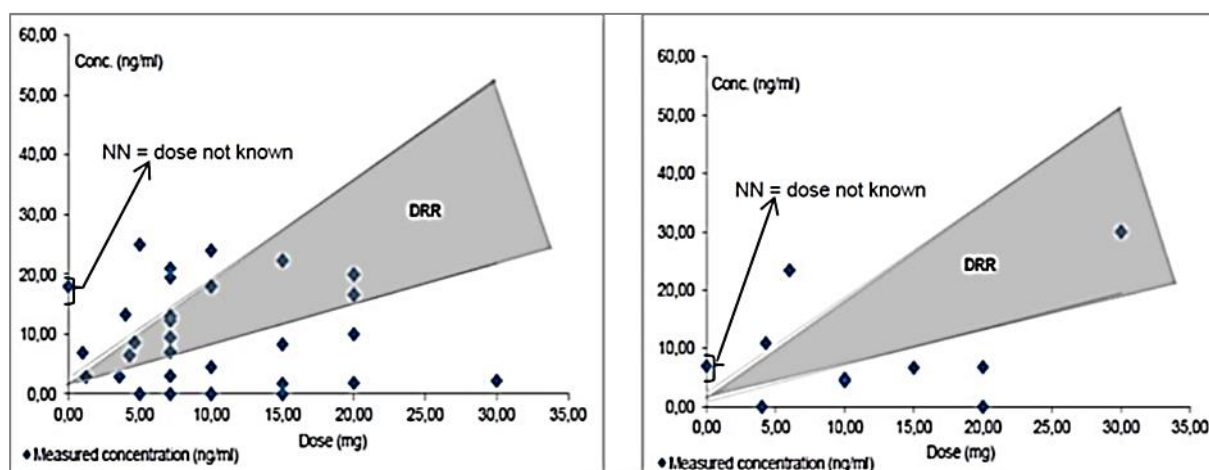 60,00
Conc. (ng/ml)
50,00
40,00
NN = dose not known
30,00
DRR
20,00
10,00
0,00
0,00 5,00 10,00 15,00 20,00 25,00 30,00 35,00
Dose (mg)
Measured concentration (ng/ml)
60,00
Conc. (ng/ml)
50,00
40,00
NN = dose not known
30,00
DRR
20,00
10,00
0,00
0,00 5,00 10,00 15,00 20,00 25,00 30,00 35,00
Dose (mg)
Measured concentration (ng/ml)